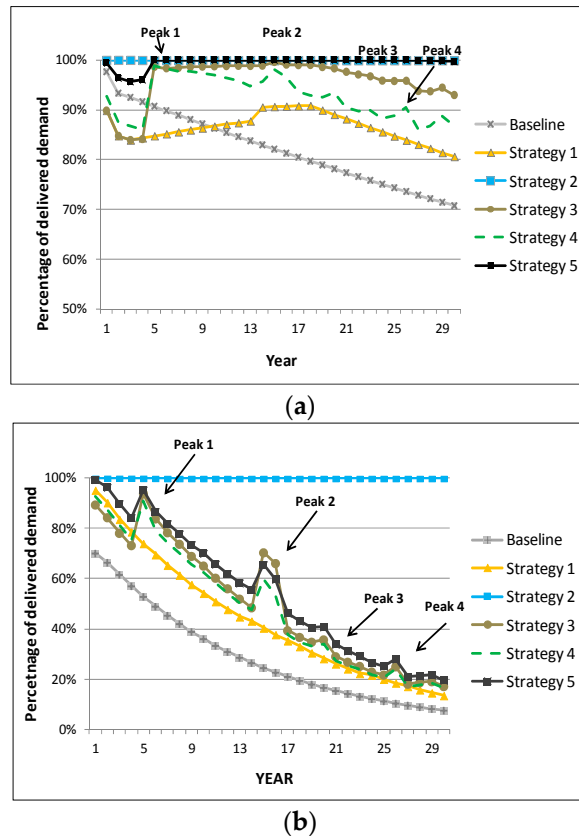 (a)
Peak 1
Peak 2
Peak 3
Peak 4
Percentage of delivered demand
100%
90%
80%
70%
60%
50%
1
5
9
13
17
21
25
29
Year
Baseline
Strategy 1
Strategy 2
Strategy 3
Strategy 4
Strategy 5
(a)
Peak 1
Peak 2
Peak 3
Peak 4
Percetnage of delivered demand
100%
80%
60%
40%
20%
0%
1
5
9
13
17
21
25
29
YEAR
Baseline
Strategy 1
Strategy 2
Strategy 3
Strategy 4
Strategy 5
(b)